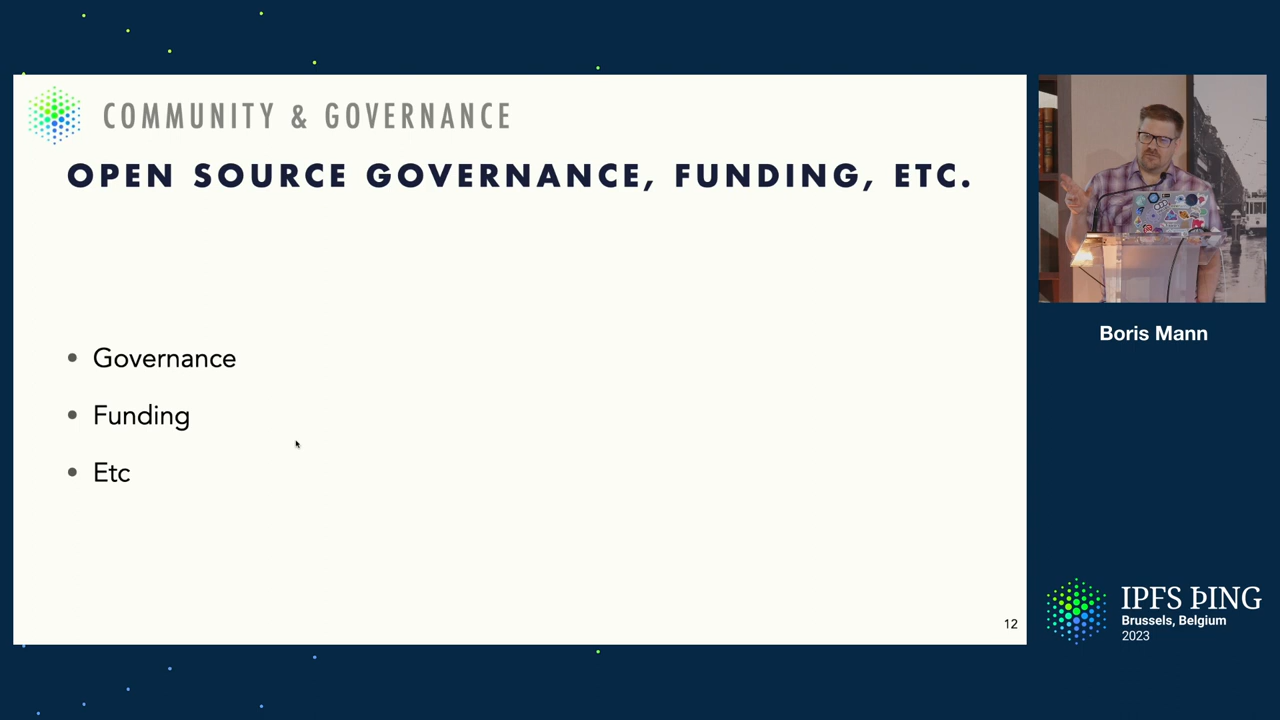 COMMUNITY & GOVERNANCE
OPEN SOURCE GOVERNANCE, FUNDING, ETC.
• Governance
• Funding
• Etc
12
Boris Mann
IPFS ÞING
Brussels, Belgium
2023